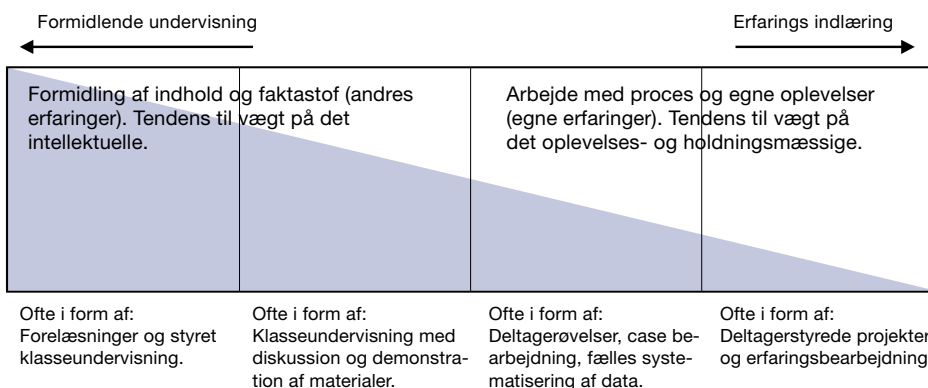 Formidlende undervisning
Erfarings indlæring
Formidling af indhold og faktastof (andres
erfaringer). Tendens til vægt på det
intellektuelle.
Arbejde med proces og egne oplevelser
(egne erfaringer). Tendens til vægt på
det oplevelses- og holdningsmæssige.
Ofte i form af:
Forelæsninger og styret
klasseundervisning.
Ofte i form af:
Klasseundervisning med
diskussion og demonstra-
tion af materialer.
Ofte i form af:
Deltagerøvelser, case be-
arbejdning, fælles syste-
matisering af data.
Ofte i form af:
Deltagerstyrede projekter
og erfaringsbearbejdning